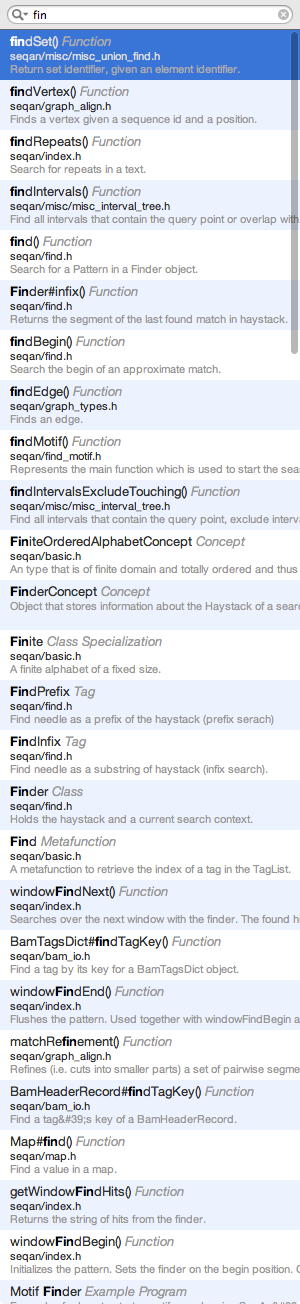 fin
findSet() Function
seqan/misc/misc_union_find.h
Return set identifier, given an element identifier.
findVertex() Function
seqan/graph_align.h
Finds a vertex given a sequence id and a position.
findRepeats() Function
seqan/index.h
Search for repeats in a text.
findIntervals() Function
seqan/misc/misc_interval_tree.h
Find all intervals that contain the query point or overlap with
find() Function
seqan/find.h
Search for a Pattern in a Finder object.
Finder#infix() Function
seqan/find.h
Returns the segment of the last found match in haystack.
findBegin() Function
seqan/find.h
Search the begin of an approximate match.
findEdge() Function
seqan/graph_types.h
Finds an edge.
findMotif() Function
seqan/find_motif.h
Represents the main function which is used to start the sea
findIntervalsExcludeTouching() Function
seqan/misc/misc_interval_tree.h
Find all intervals that contain the query point, exclude interv
FiniteOrderedAlphabetConcept Concept
seqan/basic.h
An type that is of finite domain and totally ordered and thus
FinderConcept Concept
Object that stores information about the Haystack of a sear
Finite Class Specialization
seqan/basic.h
A finite alphabet of a fixed size.
FindPrefix Tag
seqan/find.h
Find needle as a prefix of the haystack (prefix serach)
FindInfix Tag
seqan/find.h
Find needle as a substring of haystack (infix search).
Finder Class
seqan/find.h
Holds the haystack and a current search context.
Find Metafunction
seqan/basic.h
A metafunction to retrieve the index of a tag in the TagList.
windowFindNext() Function
seqan/index.h
Searches over the next window with the finder. The found hi
BamTagsDict#findTagKey() Function
seqan/bam_io.h
Find a tag by its key for a BamTagsDict object.
windowFindEnd() Function
seqan/index.h
Flushes the pattern. Used together with windowFindBegin a
matchRefinement() Function
seqan/graph_align.h
Refines (i.e. cuts into smaller parts) a set of pairwise segme
BamHeaderRecord#findTagKey() Function
seqan/bam_io.h
Find a tag&#39;s key of a BamHeaderRecord.
Map#find() Function
seqan/map.h
Find a value in a map.
getWindowFindHits() Function
seqan/index.h
Returns the string of hits from the finder.
windowFindBegin() Function
seqan/index.h
Initializes the pattern. Sets the finder on the begin position. C
Motif Finder Example Program